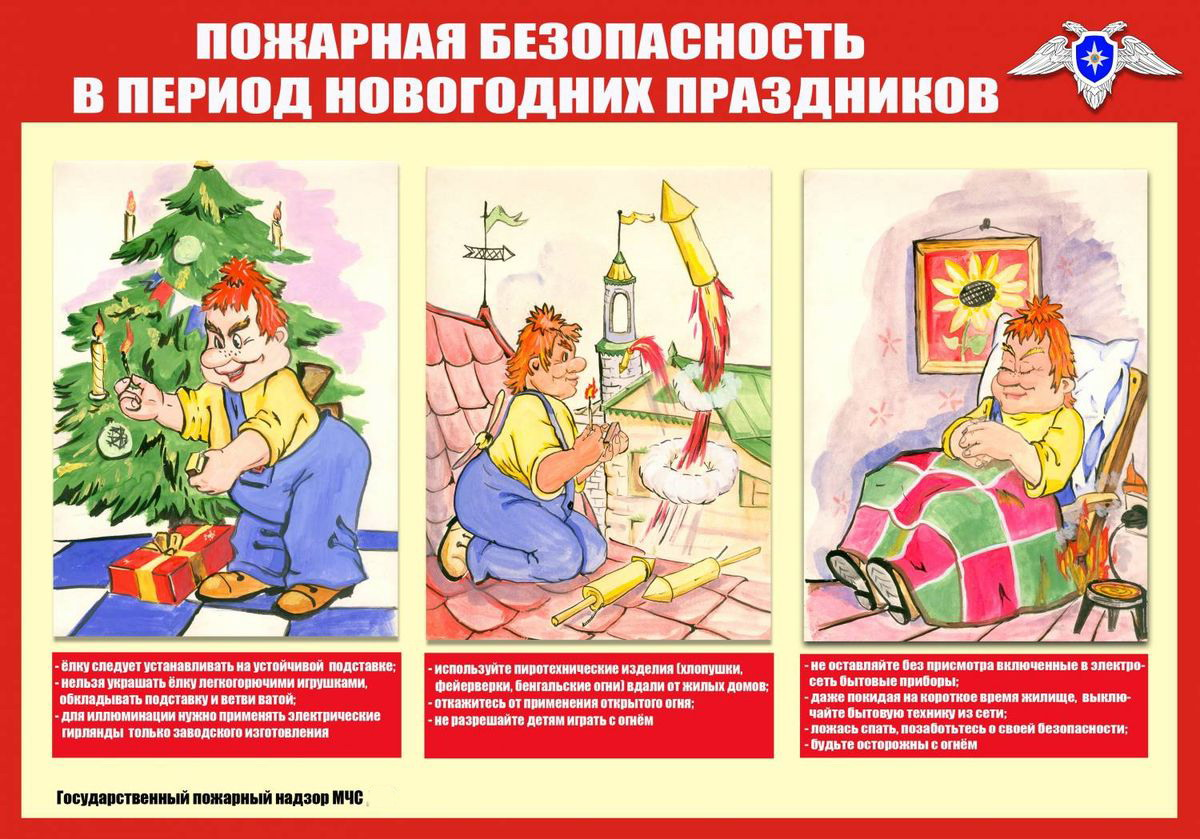 ПОЖАРНАЯ БЕЗОПАСНОСТЬ
В ПЕРИОД НОВОГОДНИХ ПРАЗДНИКОВ
- ёлку следует устанавливать на устойчивой подставке;
- нельзя украшать ёлку легкогорючими игрушками,
обкладывать подставку и ветви ватой;
- для иллюминации нужно применять электрические
гирлянды только заводского изготовления
- используйте пиротехнические изделия (хлопушки,
фейерверки, бенгальские огни) вдали от жилых домов;
- откажитесь от применения открытого огня;
- не разрешайте детям играть с огнём
- не оставляйте без присмотра включенные в электро-
сеть бытовые приборы;
- даже покидая на короткое время жилище, выклю-
чайте бытовую технику из сети;
- ложась спать, позаботьтесь о своей безопасности;
- будьте осторожны с огнём
Государственный пожарный надзор МЧС